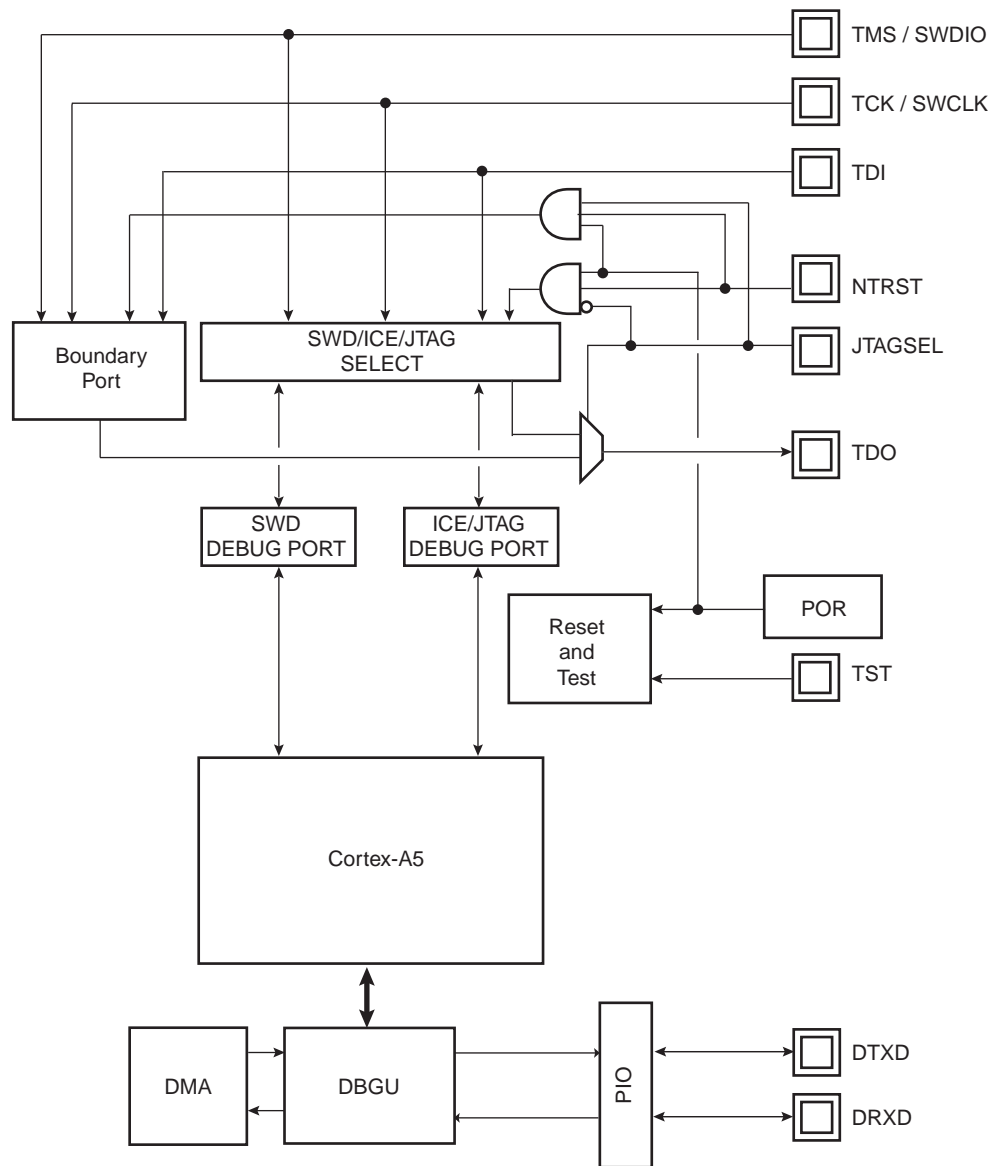 TMS / SWDIO
TCK / SWCLK
TDI
NTRST
SWD/ICE/JTAG
SELECT
JTAGSEL
Boundary
Port
TDO
SWD
DEBUG PORT
ICE/JTAG
DEBUG PORT
POR
Reset
and
Test
TST
Cortex-A5
DMA
DBGU
PIO
DTXD
DRXD